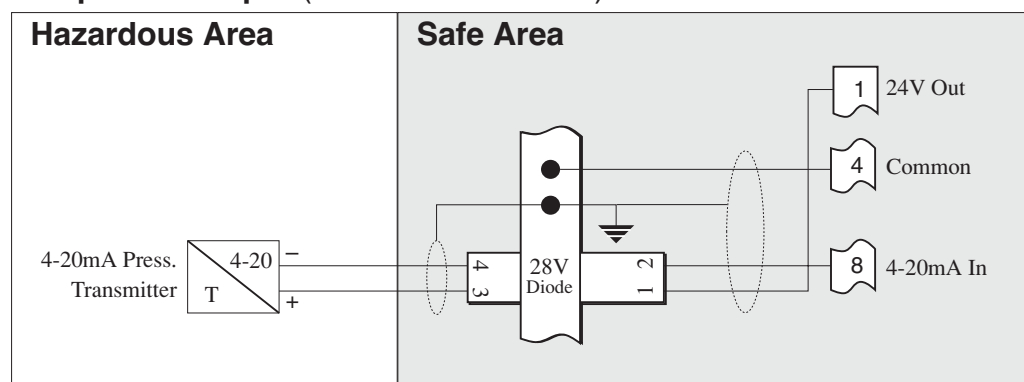 Hazardous Area
Safe Area
1
24V Out
4
Common
4-20mA Press.
Transmitter
4-20
T
−
+
4
3
28V
Diode
2
1
8
4-20mA In